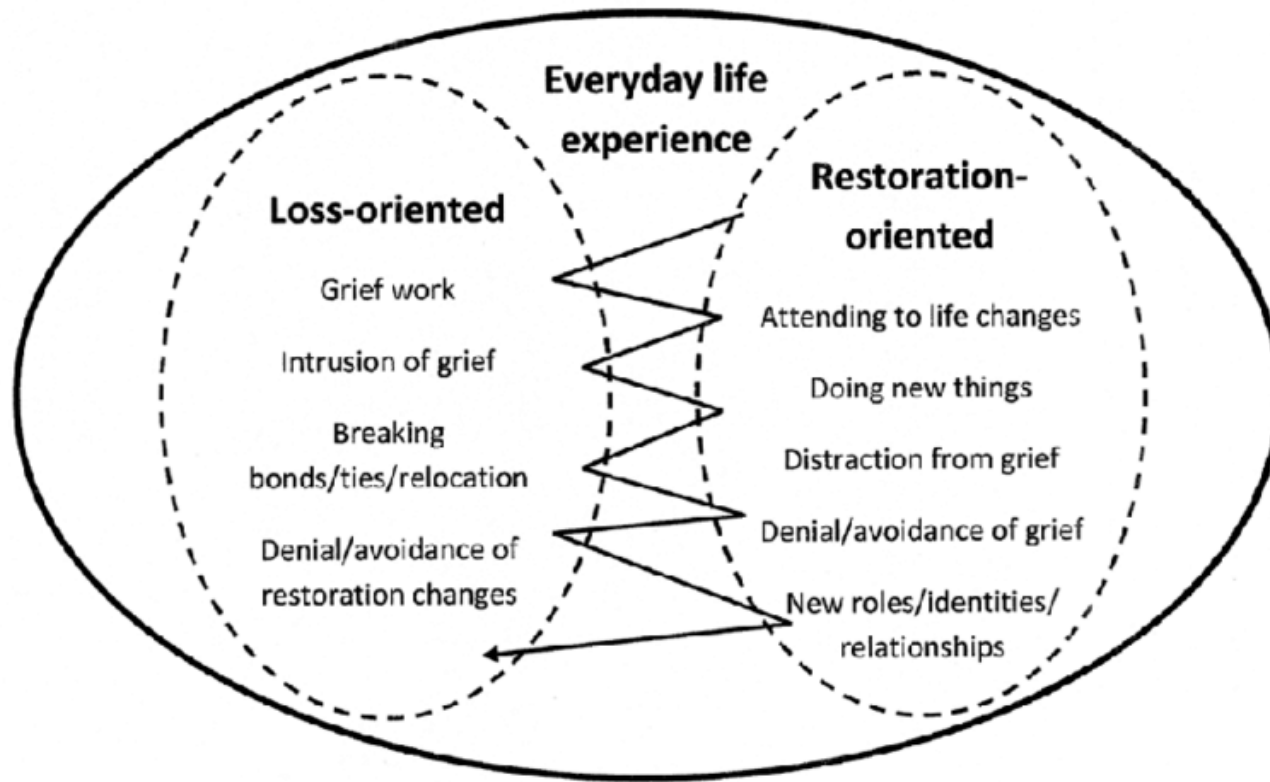 Everyday life
experience
Loss-oriented
Grief work
Intrusion of grief
Breaking
bonds/ties/relocation
Denial/avoidance of
restoration changes
Restoration-
oriented
Attending to life changes
Doing new things
Distraction from grief
Denial/avoidance of grief
New roles/identities/
relationships